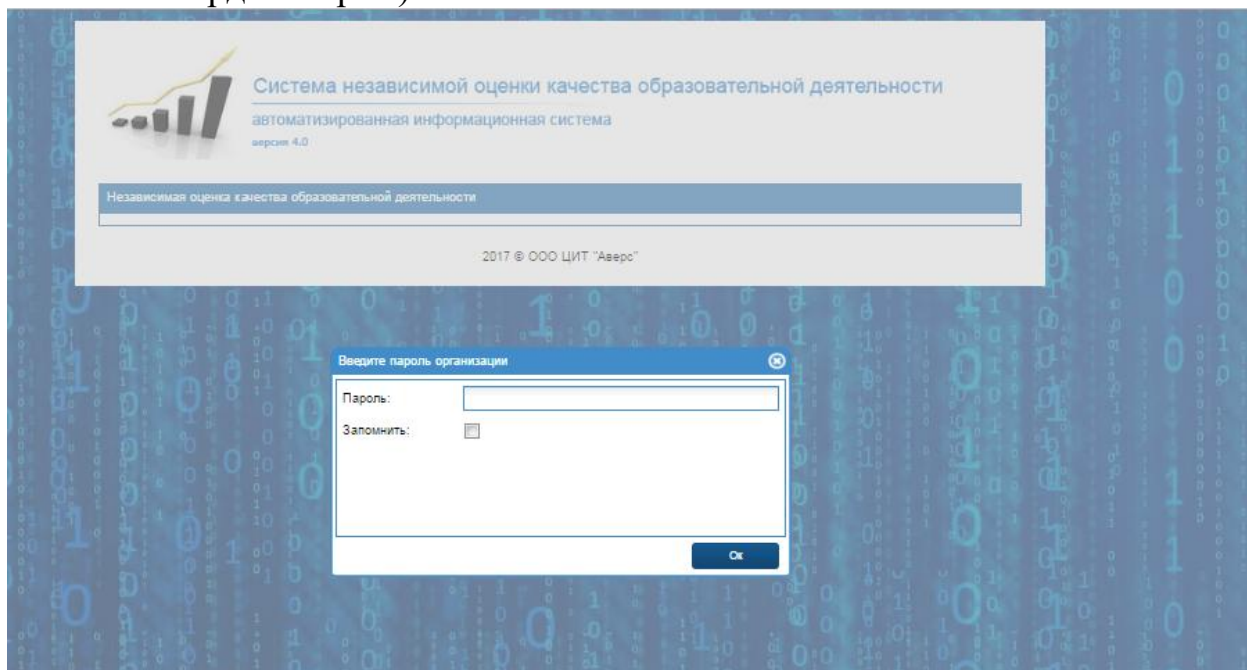 Система независимой оценки качества образовательной деятельности
автоматизированная информационная система
версия 4.0
Независимая оценка качества образовательной деятельности
2017 © ООО ЦИТ "Аверс"
Введите пароль организации
Пароль:
Запомнить:
Ок